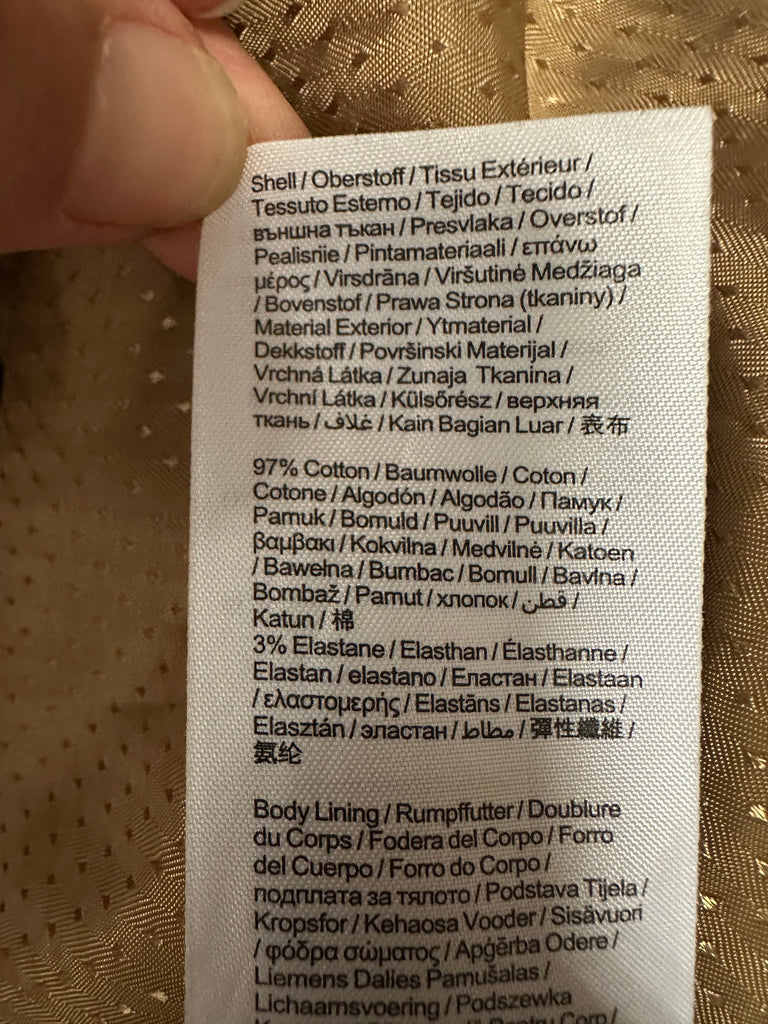 Shell / Oberstoff / Tissu Extérieur /
Tessuto Esterno / Tejido / Tecido /
външна тъкан / Presvlaka / Overstof /
Pealisriie / Pintamateriaali / επάνω
μέρος / Virsdrāna / Viršutinė Medžiaga
/ Bovenstof / Prawa Strona (tkaniny) /
Material Exterior / Ytmaterial /
Dekkstoff / Površinski Materijal /
Vrchná Látka / Zunaja Tkanina /
Vrchní Látka / Külsőrész / верхняя
ткань / غلاف / Kain Bagian Luar / 表布
97% Cotton / Baumwolle / Coton /
Cotone / Algodón / Algodão / Памук /
Pamuk / Bomuld / Puuvill / Puuvilla /
βαμβακι / Kokvilna / Medvilnė / Katoen
/ Bawełna / Bumbac / Bomull / Bavlna /
Bombaž / Pamut / хлопок / قطن /
Katun / 棉
3% Elastane / Elasthan / Élasthanne /
Elastan / elastano / Еластан / Elastaan
/ ελαστομερής / Elastāns / Elastanas /
Elasztán / эластан / مطاط / 彈性纖維 /
氨纶
Body Lining / Rumpffutter / Doublure
du Corps / Fodera del Corpo / Forro
del Cuerpo / Forro do Corpo /
подплата за тялото / Podstava Tijela /
Kropsfor / Kehaosa Vooder / Sisävuori
/ φόδρα σώματος / Apģērba Odere /
Liemens Dalies Pamušalas /
Lichaamsvoering / Podszewka